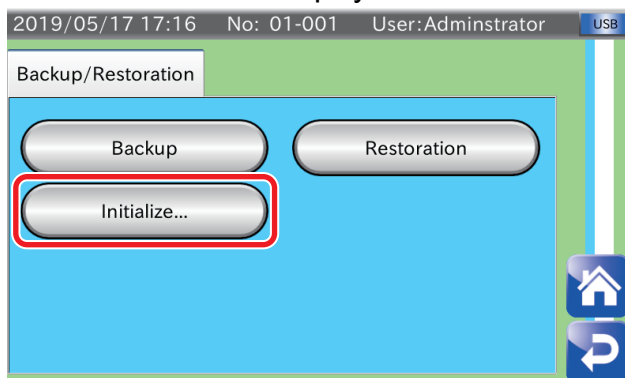 2019/05/17 17:16 No: 01-001 User:Adminstrator USB
Backup/Restoration
Backup Restoration
Initialize...